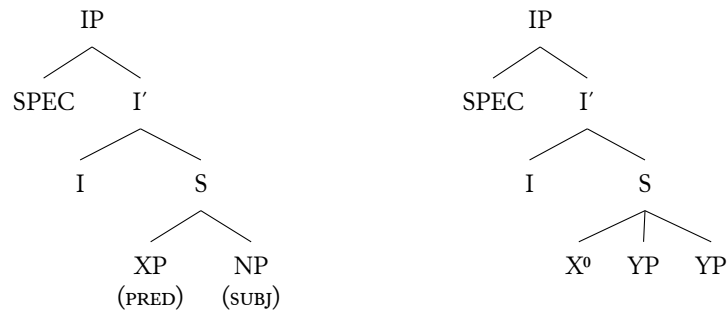 IP IP
SPEC I′ SPEC I′
I S I S
XP NP X⁰ YP YP
(PRED) (SUBJ)